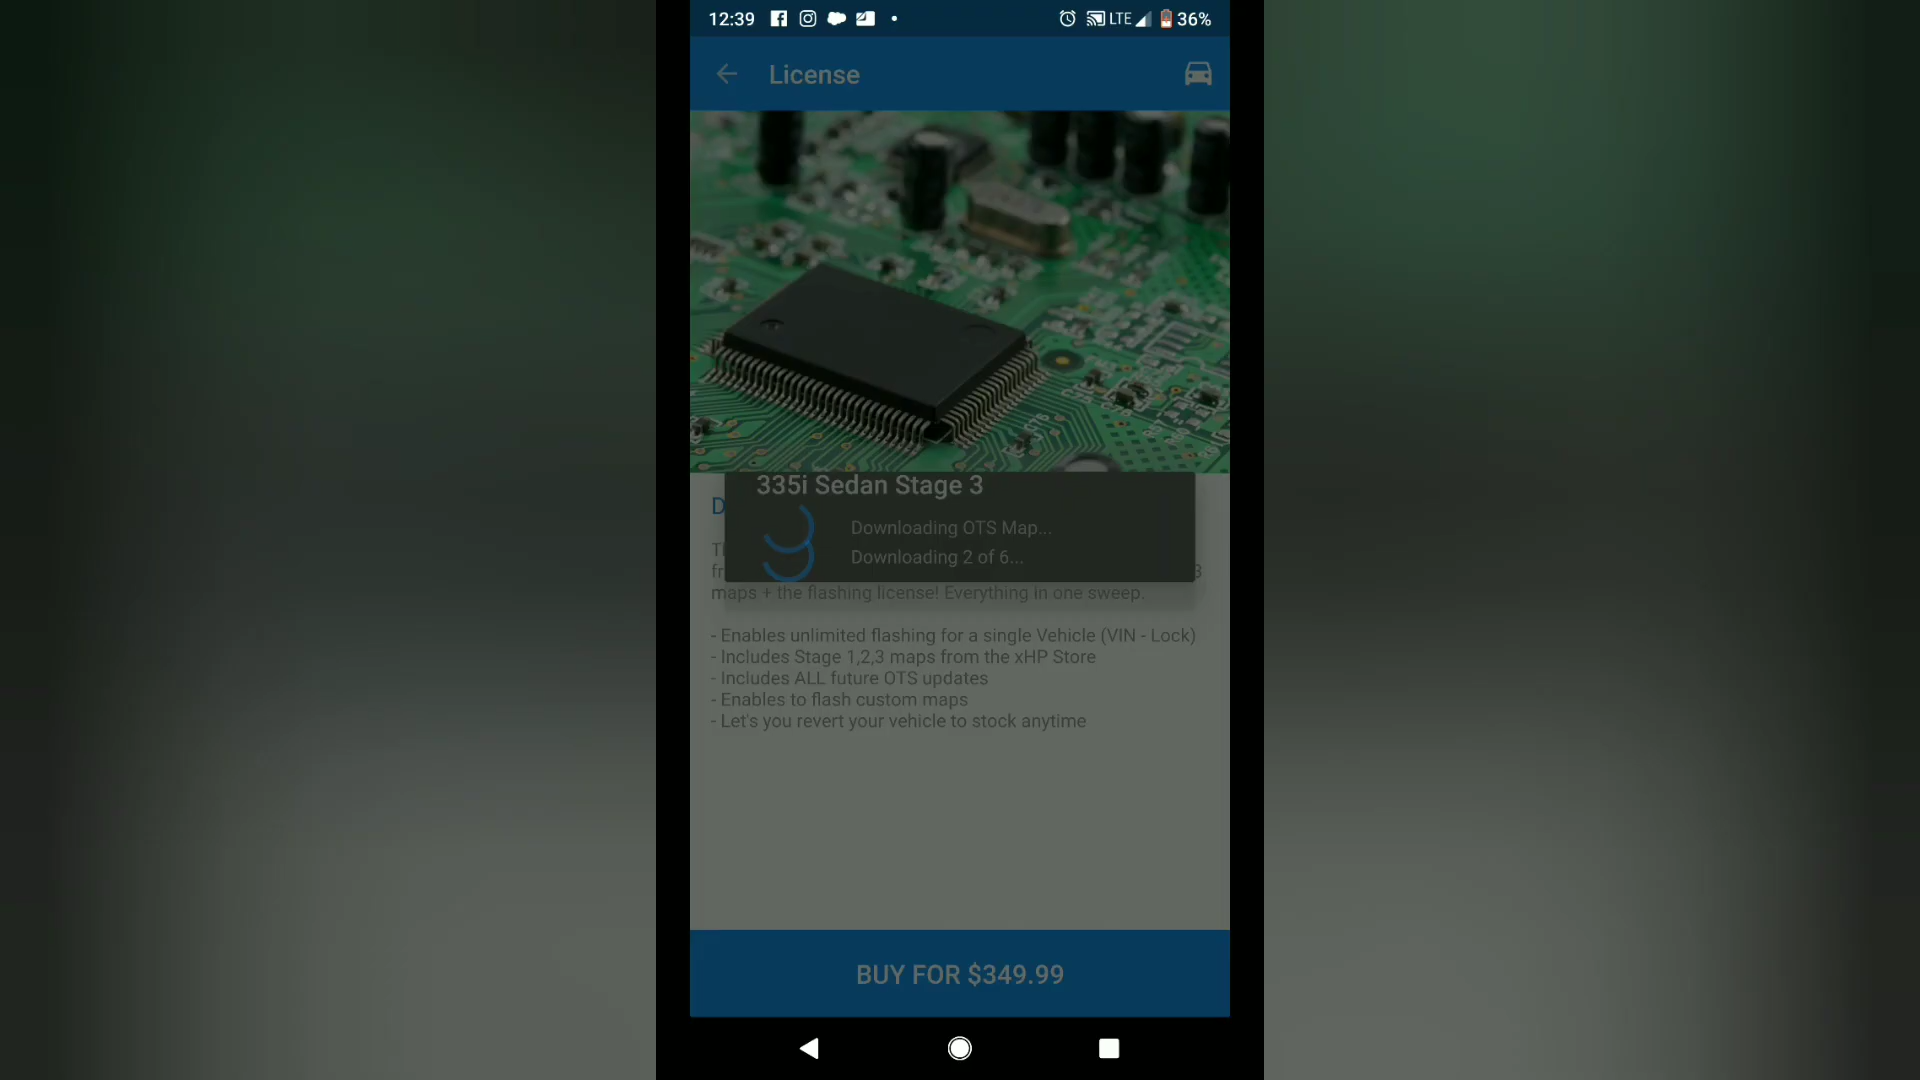 12:39
LTE 36%
License
335i Sedan Stage 3
D
Downloading OTS Map...
Downloading 2 of 6...
maps + the flashing license! Everything in one sweep.
- Enables unlimited flashing for a single Vehicle (VIN - Lock)
- Includes Stage 1,2,3 maps from the xHP Store
- Includes ALL future OTS updates
- Enables to flash custom maps
- Let's you revert your vehicle to stock anytime
BUY FOR $349.99